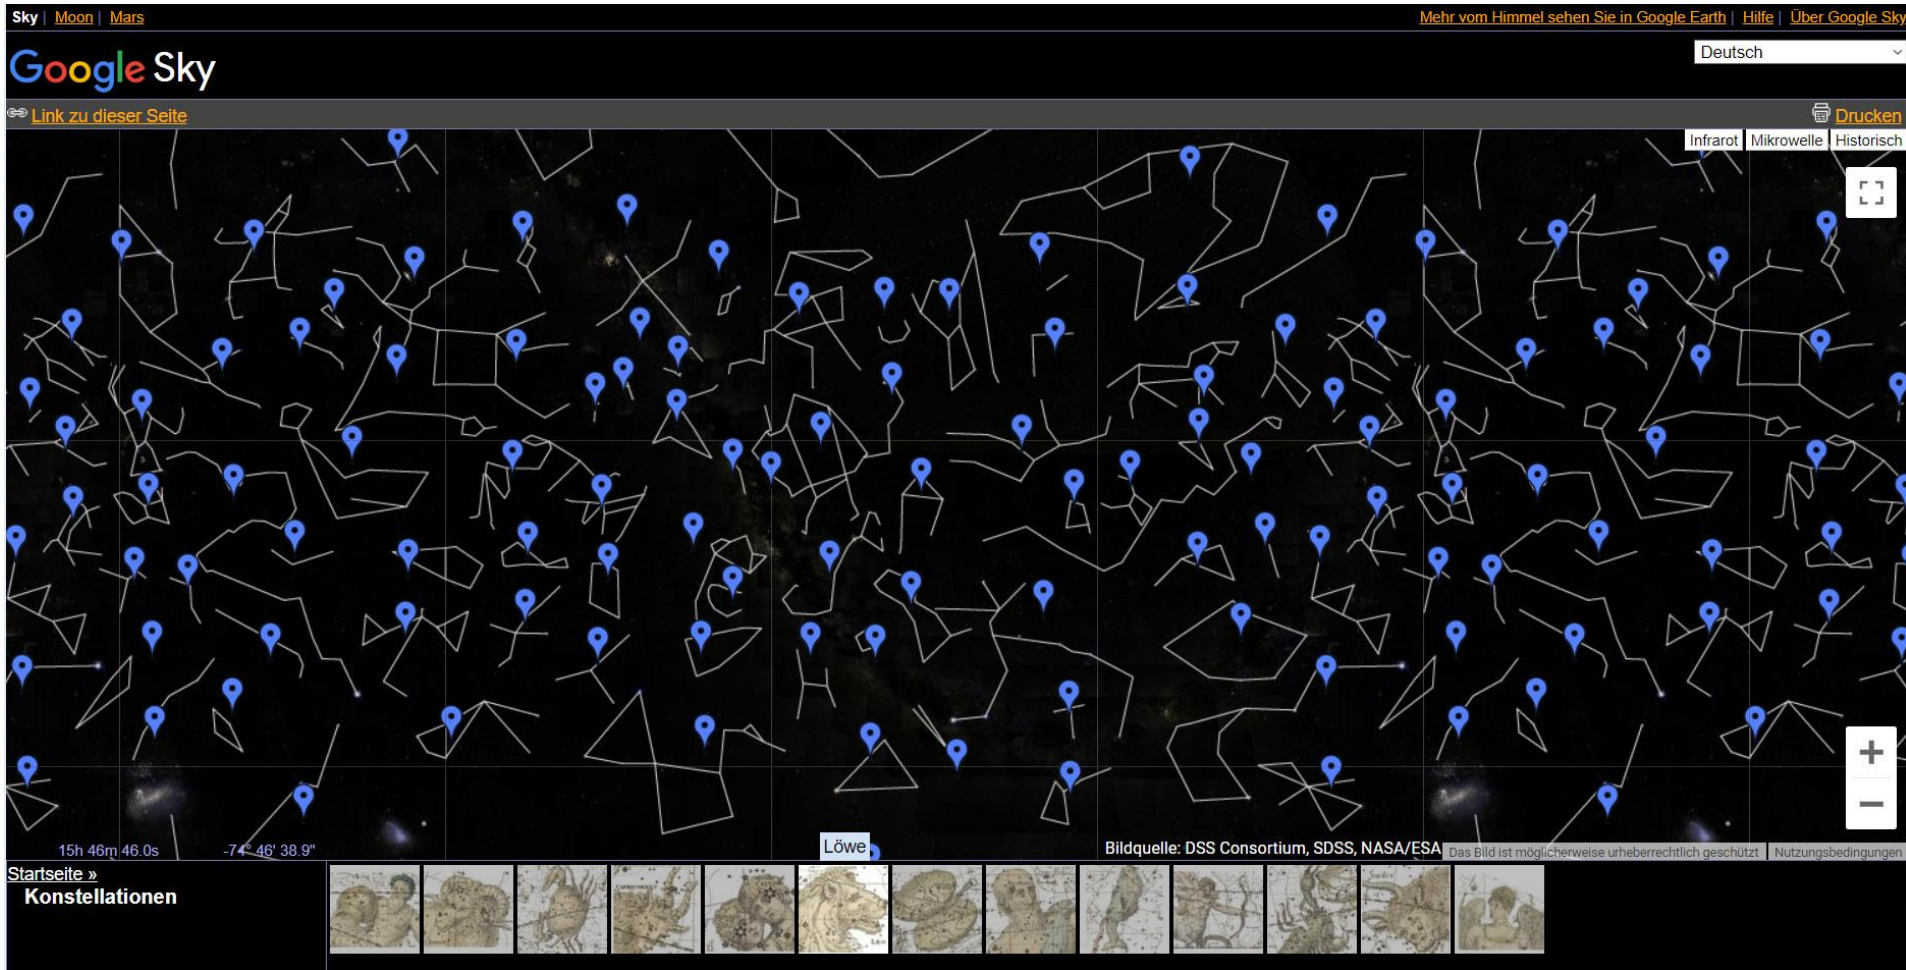 Sky | Moon | Mars
Mehr vom Himmel sehen Sie in Google Earth | Hilfe | Über Google Sky
Google Sky
Deutsch
Link zu dieser Seite
Drucken
Infrarot Mikrowelle Historisch
15h 46m 46.0s -74° 46' 38.9"
Löwe
Bildquelle: DSS Consortium, SDSS, NASA/ESA
Das Bild ist möglicherweise urheberrechtlich geschützt
Nutzungsbedingungen
Startseite »
Konstellationen
LEO